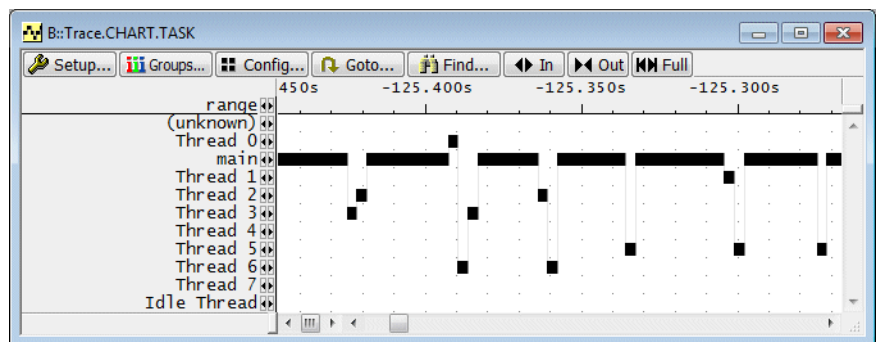 B::Trace.CHART.TASK
Setup... Groups... Config... Goto... Find... In Out Full
450s -125.400s -125.350s -125.300s
range
(unknown)
Thread 0
main
Thread 1
Thread 2
Thread 3
Thread 4
Thread 5
Thread 6
Thread 7
Idle Thread